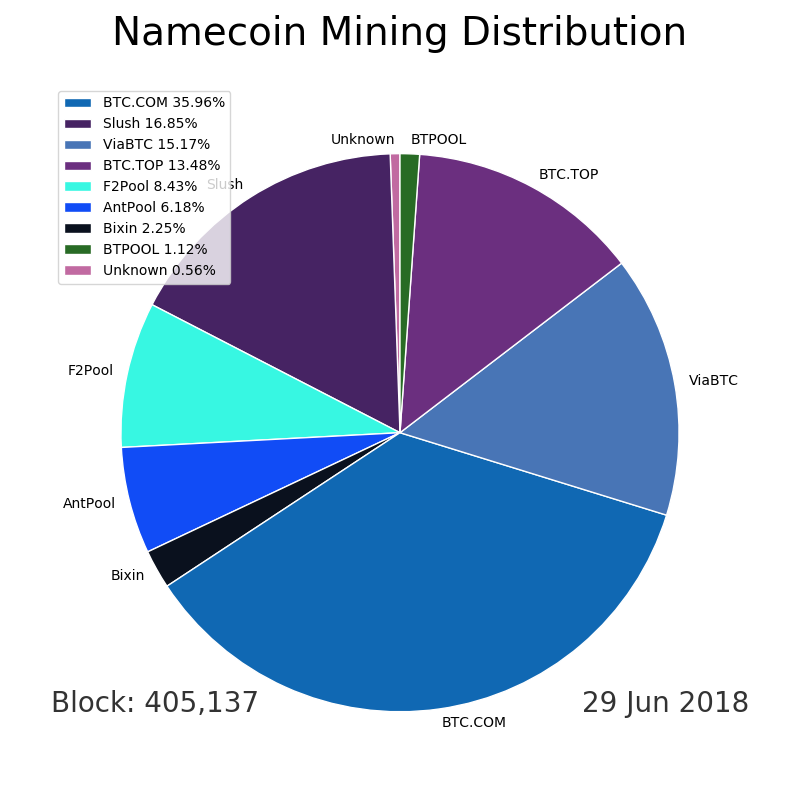 Namecoin Mining Distribution
BTC.COM 35.96%
Slush 16.85%
ViaBTC 15.17%
BTC.TOP 13.48%
F2Pool 8.43%
AntPool 6.18%
Bixin 2.25%
BTPOOL 1.12%
Unknown 0.56%
Unknown
BTPOOL
BTC.TOP
Slush
F2Pool
ViaBTC
AntPool
Bixin
BTC.COM
Block: 405,137
29 Jun 2018